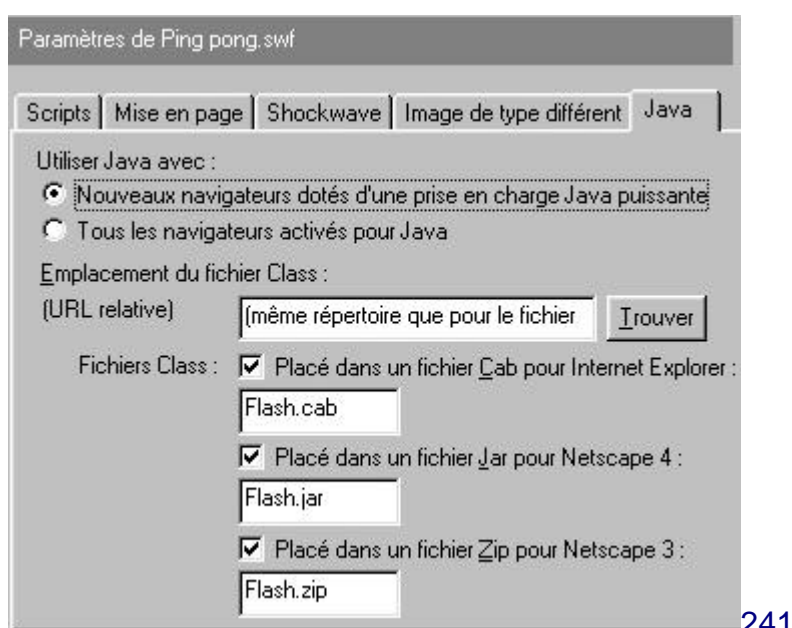 Paramètres de Ping pong.swf
Scripts Mise en page Shockwave Image de type différent Java
Utiliser Java avec :
Nouveaux navigateurs dotés d'une prise en charge Java puissante
Tous les navigateurs activés pour Java
Emplacement du fichier Class :
(URL relative) (même répertoire que pour le fichier Trouver
Fichiers Class : Placé dans un fichier Cab pour Internet Explorer :
Flash.cab
Placé dans un fichier Jar pour Netscape 4 :
Flash.jar
Placé dans un fichier Zip pour Netscape 3 :
Flash.zip
241